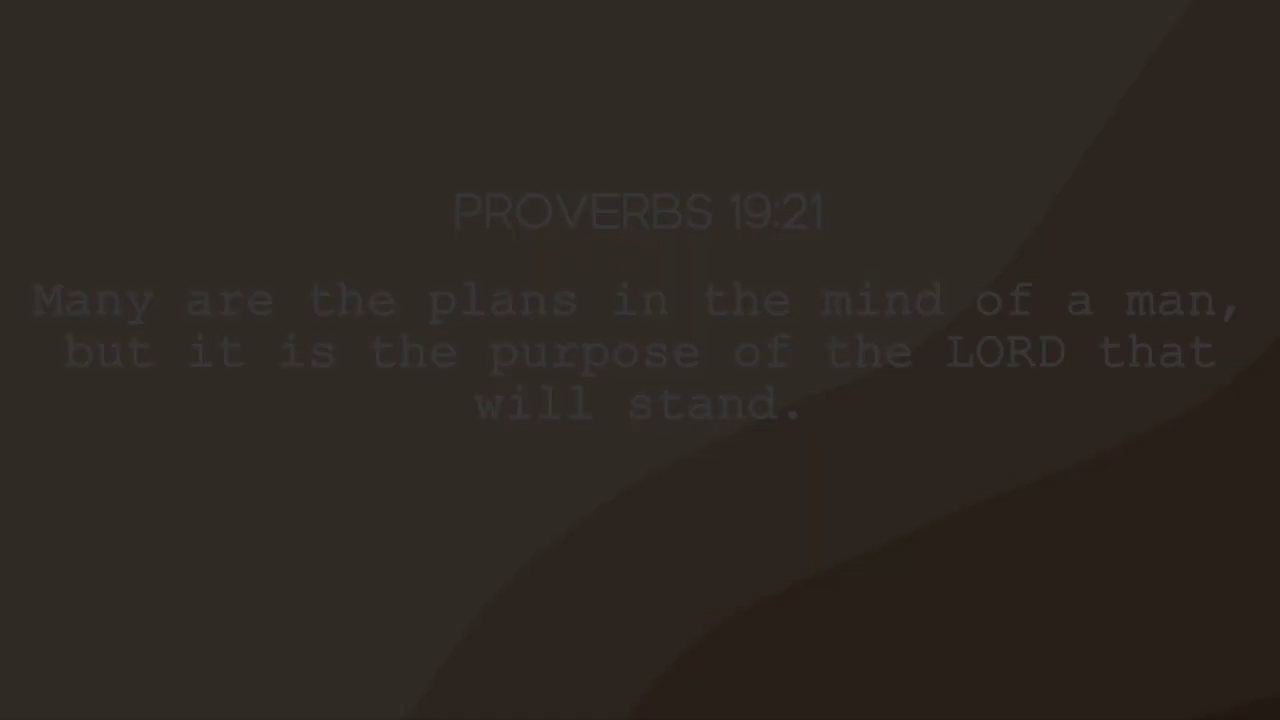 PROVERBS 19:21
Many are the plans in the mind of a man,
but it is the purpose of the LORD that
will stand.